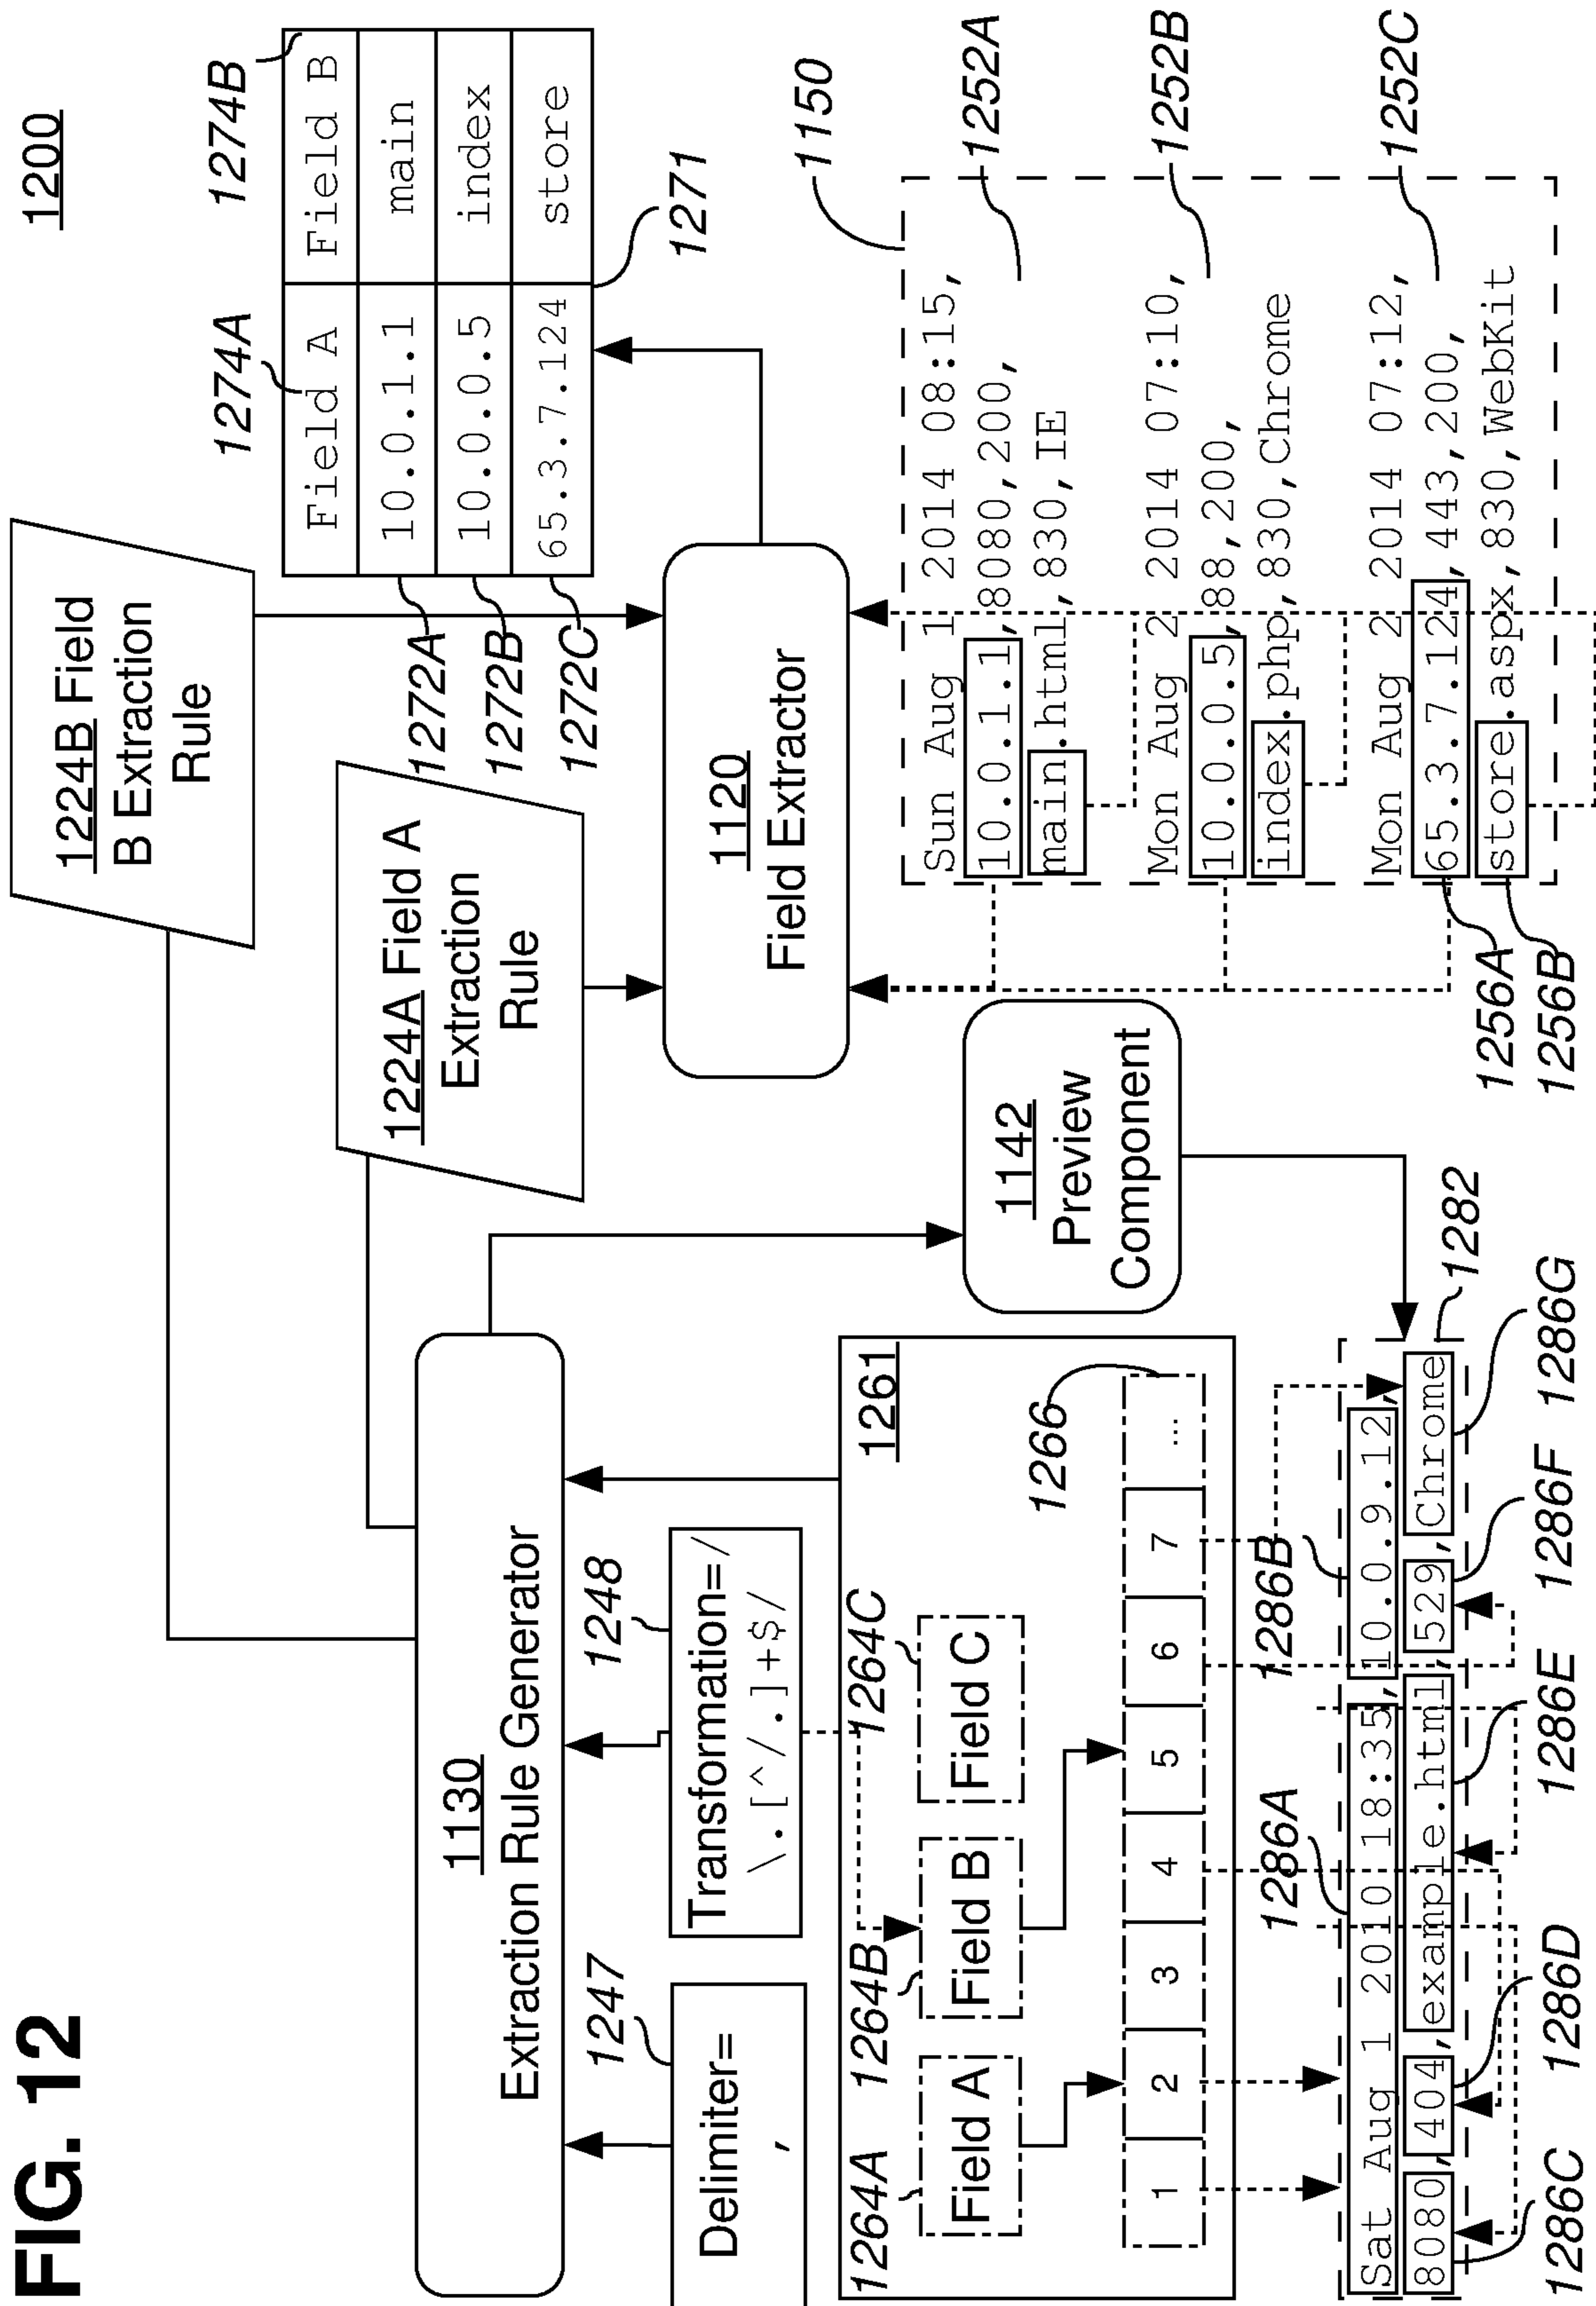 FIG. 12
1200
1130
Extraction Rule Generator
1224B Field
B Extraction
Rule
1224A Field A
Extraction
Rule
1274A
1274B
Field A
Field B
10.0.1.1
main
10.0.0.5
index
65.3.7.124
store
1272A
1272B
1272C
1271
1247
Delimiter=
,
1248
Transformation=/
\.[^/.]+$/
1120
Field Extractor
1261
1264A
Field A
1264B
Field B
1264C
Field C
1266
1
2
3
4
5
6
7
...
1142
Preview
Component
1150
Sun Aug 1 2014 08:15,
10.0.1.1,8080,200,
main.html,830,IE
1252A
Mon Aug 2 2014 07:10,
10.0.0.5,88,200,
index.php,830,Chrome
1252B
Mon Aug 2 2014 07:12,
65.3.7.124,443,200,
store.aspx,830,WebKit
1252C
1256A
1256B
1286A
1286B
Sat Aug 1 2010 18:35,10.0.9.12,
8080,404,example.html,529,Chrome
1282
1286C
1286D
1286E
1286F
1286G